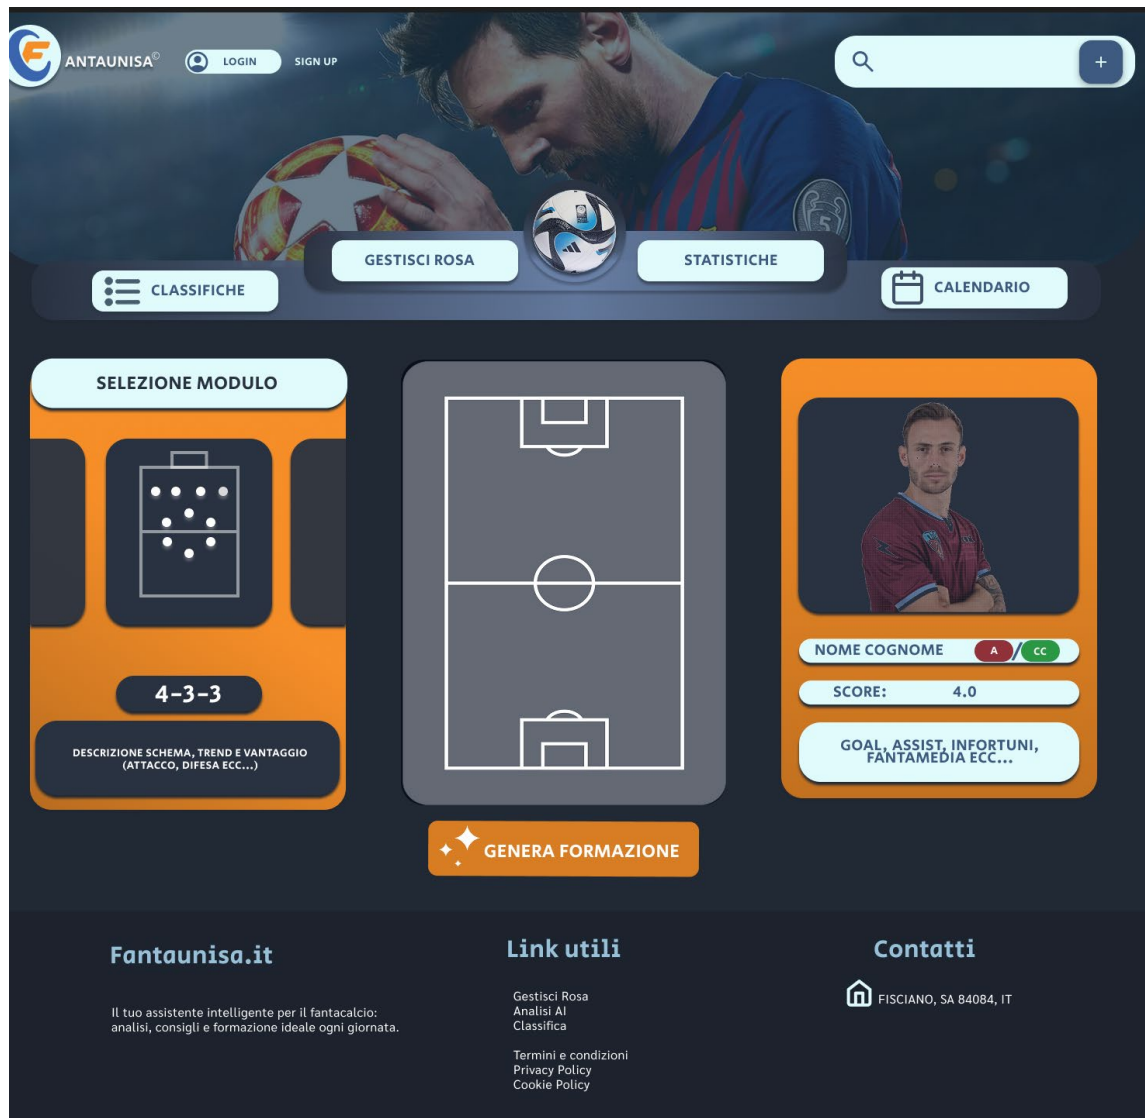 ANTAUNISA©
LOGIN
SIGN UP
+
GESTISCI ROSA
STATISTICHE
CLASSIFICHE
CALENDARIO
SELEZIONE MODULO
4-3-3
DESCRIZIONE SCHEMA, TREND E VANTAGGIO
(ATTACCO, DIFESA ECC...)
NOME COGNOME
A / CC
SCORE: 4.0
GOAL, ASSIST, INFORTUNI,
FANTAMEDIA ECC...
GENERA FORMAZIONE
Fantaunisa.it
Il tuo assistente intelligente per il fantacalcio:
analisi, consigli e formazione ideale ogni giornata.
Link utili
Gestisci Rosa
Analisi AI
Classifica
Termini e condizioni
Privacy Policy
Cookie Policy
Contatti
FISCIANO, SA 84084, IT